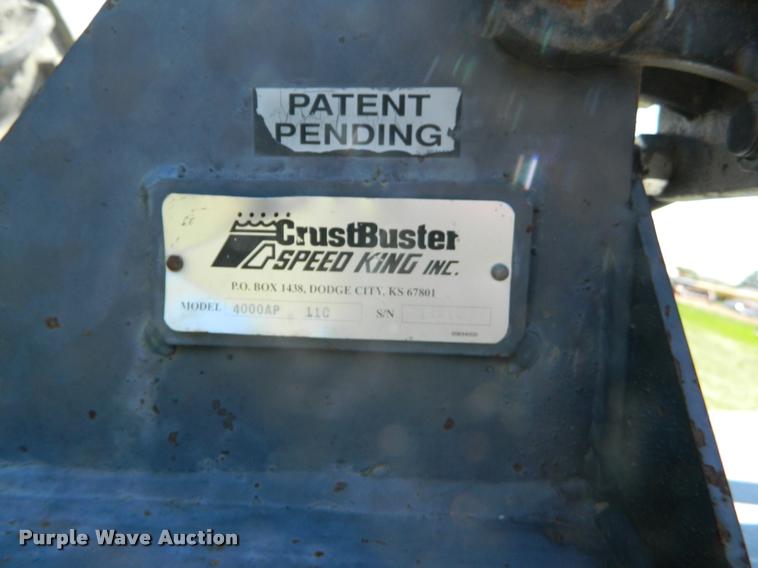 PATENT
PENDING
CrustBuster
SPEED KING INC.
P.O. BOX 1438, DODGE CITY, KS 67801
MODEL 4000AP 11C S/N
Purple Wave Auction®